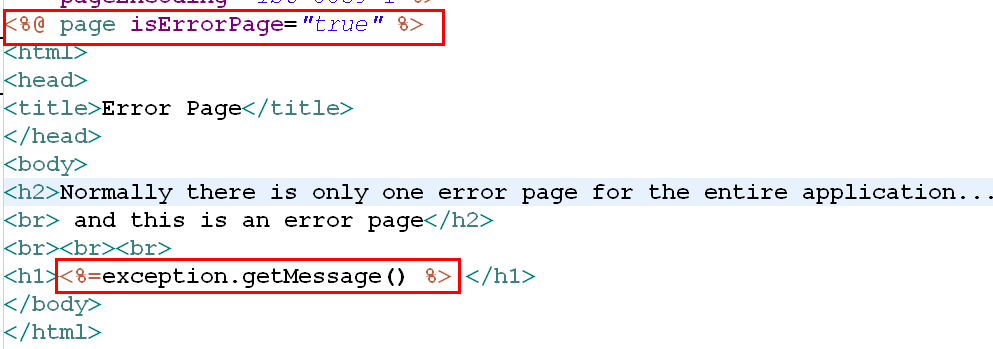 <%@ page isErrorPage="true" %>
<html>
<head>
<title>Error Page</title>
</head>
<body>
<h2>Normally there is only one error page for the entire application...
<br> and this is an error page</h2>
<br><br><br>
<h1><%=exception.getMessage() %> </h1>
</body>
</html>